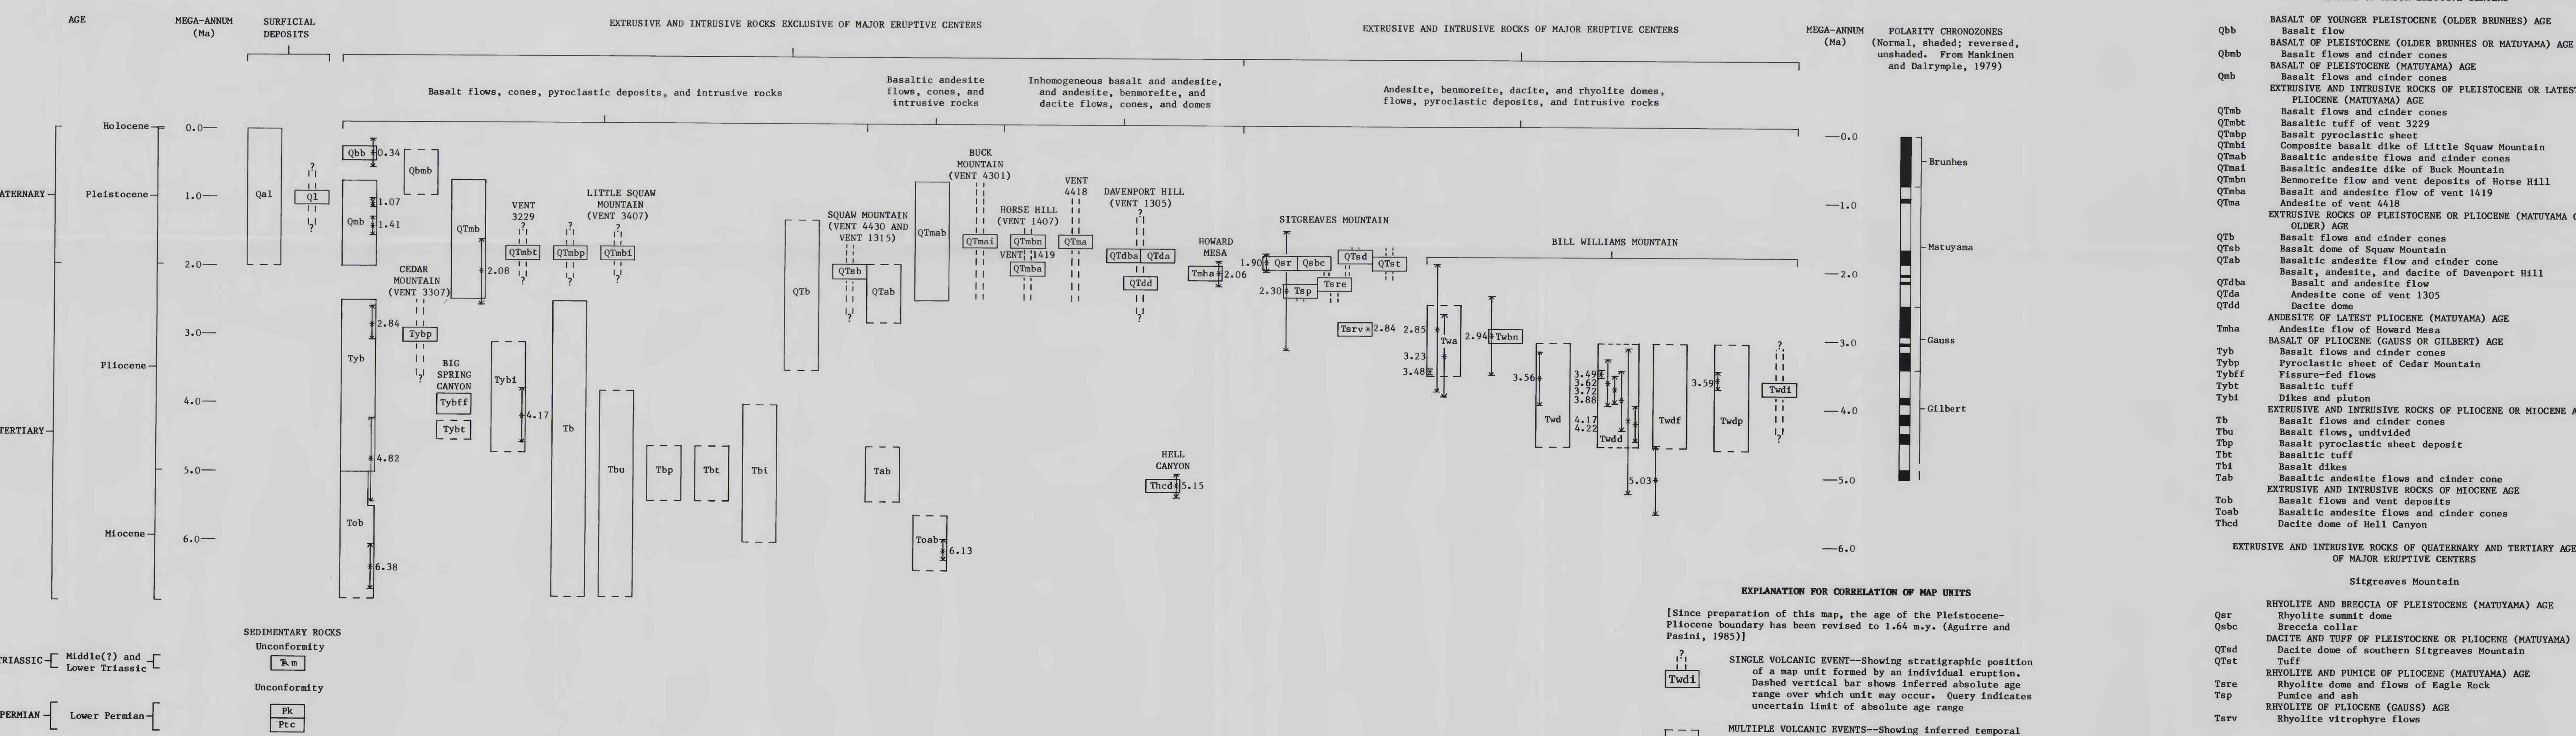 AGE
MEGA-ANNUM
(Ma)
SURFICIAL
DEPOSITS
EXTRUSIVE AND INTRUSIVE ROCKS EXCLUSIVE OF MAJOR ERUPTIVE CENTERS
EXTRUSIVE AND INTRUSIVE ROCKS OF MAJOR ERUPTIVE CENTERS
MEGA-ANNUM
(Ma)
POLARITY CHRONOZONES
(Normal, shaded; reversed,
unshaded. From Mankinen
and Dalrymple, 1979)
Basalt flows, cones, pyroclastic deposits, and intrusive rocks
Basaltic andesite
flows, cones, and
intrusive rocks
Inhomogeneous basalt and andesite,
and andesite, benmoreite, and
dacite flows, cones, and domes
Andesite, benmoreite, dacite, and rhyolite domes,
flows, pyroclastic deposits, and intrusive rocks
Holocene
Pleistocene
Pliocene
Miocene
ATERNARY
TERTIARY
0.0
1.0
2.0
3.0
4.0
5.0
6.0
Qal
?
Ql
?
Qbb
0.34
Qbmb
Qmb
1.07
1.41
QTmb
2.08
CEDAR
MOUNTAIN
(VENT 3307)
Tybp
?
Tyb
2.84
4.82
BIG
SPRING
CANYON
Tybff
Tybt
Tybi
4.17
Tob
6.38
VENT
3229
?
QTmbt
?
?
QTmbp
?
LITTLE SQUAW
MOUNTAIN
(VENT 3407)
?
QTmbi
?
Tb
Tbu
Tbp
Tbt
Tbi
QTb
SQUAW MOUNTAIN
(VENT 4430 AND
VENT 1315)
QTsb
?
QTab
Tab
QTmab
Toab
6.13
BUCK
MOUNTAIN
(VENT 4301)
QTmai
HORSE HILL
(VENT 1407)
QTmbn
VENT 1419
QTmba
VENT
4418
QTma
DAVENPORT HILL
(VENT 1305)
?
QTdba
QTda
QTdd
?
HOWARD
MESA
Tmha
2.06
HELL
CANYON
Thcd
5.15
SITGREAVES MOUNTAIN
1.90
Qsr
Qsbc
QTsd
QTst
2.30
Tsp
Tsre
Tsrv
2.84
BILL WILLIAMS MOUNTAIN
2.85
Twa
3.23
3.48
2.94
Twbn
3.56
Twd
3.49
3.62
3.72
3.88
4.17
4.22
Twdd
5.03
Twdf
3.59
Twdp
?
Twdi
?
0.0
1.0
2.0
3.0
4.0
5.0
6.0
Brunhes
Matuyama
Gauss
Gilbert
SEDIMENTARY ROCKS
Unconformity
RIASSIC
Middle(?) and
Lower Triassic
Ꞧm
Unconformity
PERMIAN
Lower Permian
Pk
Ptc
EXPLANATION FOR CORRELATION OF MAP UNITS
[Since preparation of this map, the age of the Pleistocene-
Pliocene boundary has been revised to 1.64 m.y. (Aguirre and
Pasini, 1985)]
?
Twdi
SINGLE VOLCANIC EVENT--Showing stratigraphic position
of a map unit formed by an individual eruption.
Dashed vertical bar shows inferred absolute age
range over which unit may occur. Query indicates
uncertain limit of absolute age range
MULTIPLE VOLCANIC EVENTS--Showing inferred temporal
BASALT OF YOUNGER PLEISTOCENE (OLDER BRUNHES) AGE
Qbb Basalt flow
BASALT OF PLEISTOCENE (OLDER BRUNHES OR MATUYAMA) AGE
Qbmb Basalt flows and cinder cones
BASALT OF PLEISTOCENE (MATUYAMA) AGE
Qmb Basalt flows and cinder cones
EXTRUSIVE AND INTRUSIVE ROCKS OF PLEISTOCENE OR LATEST
PLIOCENE (MATUYAMA) AGE
QTmb Basalt flows and cinder cones
QTmbt Basaltic tuff of vent 3229
QTmbp Basalt pyroclastic sheet
QTmbi Composite basalt dike of Little Squaw Mountain
QTmab Basaltic andesite flows and cinder cones
QTmai Basaltic andesite dike of Buck Mountain
QTmbn Benmoreite flow and vent deposits of Horse Hill
QTmba Basalt and andesite flow of vent 1419
QTma Andesite of vent 4418
EXTRUSIVE ROCKS OF PLEISTOCENE OR PLIOCENE (MATUYAMA O
OLDER) AGE
QTb Basalt flows and cinder cones
QTsb Basalt dome of Squaw Mountain
QTab Basaltic andesite flow and cinder cone
Basalt, andesite, and dacite of Davenport Hill
QTdba Basalt and andesite flow
QTda Andesite cone of vent 1305
QTdd Dacite dome
ANDESITE OF LATEST PLIOCENE (MATUYAMA) AGE
Tmha Andesite flow of Howard Mesa
BASALT OF PLIOCENE (GAUSS OR GILBERT) AGE
Tyb Basalt flows and cinder cones
Tybp Pyroclastic sheet of Cedar Mountain
Tybff Fissure-fed flows
Tybt Basaltic tuff
Tybi Dikes and pluton
EXTRUSIVE AND INTRUSIVE ROCKS OF PLIOCENE OR MIOCENE A
Tb Basalt flows and cinder cones
Tbu Basalt flows, undivided
Tbp Basalt pyroclastic sheet deposit
Tbt Basaltic tuff
Tbi Basalt dikes
Tab Basaltic andesite flows and cinder cone
EXTRUSIVE AND INTRUSIVE ROCKS OF MIOCENE AGE
Tob Basalt flows and vent deposits
Toab Basaltic andesite flows and cinder cones
Thcd Dacite dome of Hell Canyon
EXTRUSIVE AND INTRUSIVE ROCKS OF QUATERNARY AND TERTIARY AGE
OF MAJOR ERUPTIVE CENTERS
Sitgreaves Mountain
RHYOLITE AND BRECCIA OF PLEISTOCENE (MATUYAMA) AGE
Qsr Rhyolite summit dome
Qsbc Breccia collar
DACITE AND TUFF OF PLEISTOCENE OR PLIOCENE (MATUYAMA)
QTsd Dacite dome of southern Sitgreaves Mountain
QTst Tuff
RHYOLITE AND PUMICE OF PLIOCENE (MATUYAMA) AGE
Tsre Rhyolite dome and flows of Eagle Rock
Tsp Pumice and ash
RHYOLITE OF PLIOCENE (GAUSS) AGE
Tsrv Rhyolite vitrophyre flows